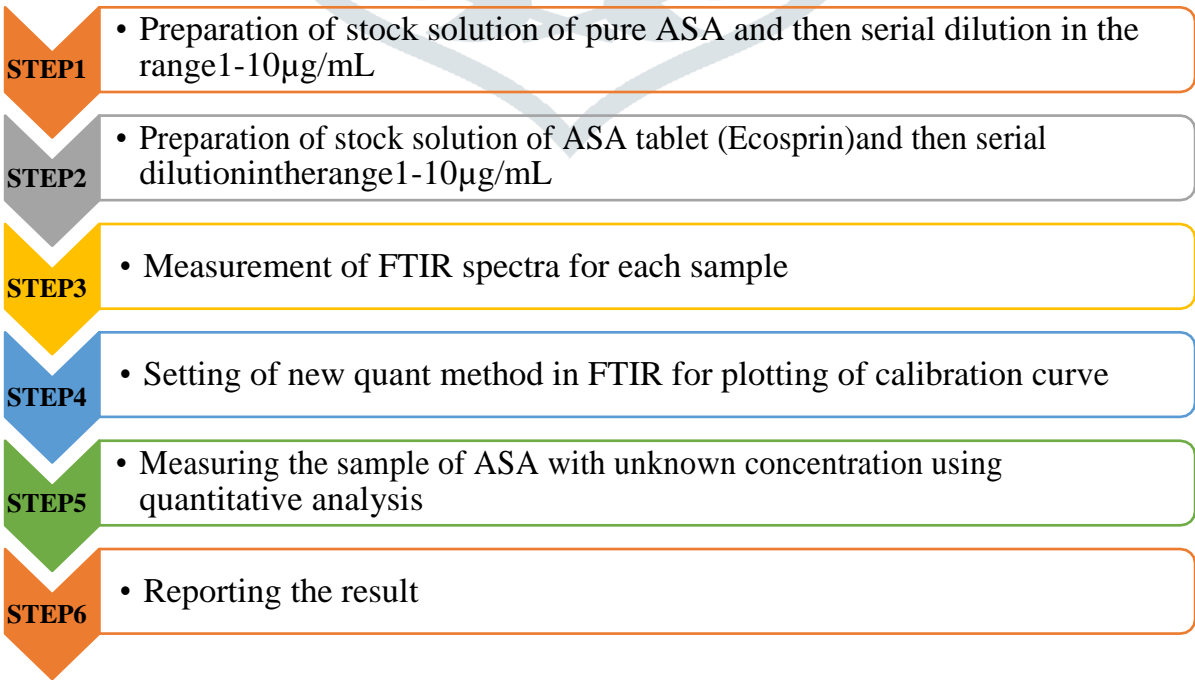 STEP1
• Preparation of stock solution of pure ASA and then serial dilution in the
range1-10µg/mL
STEP2
• Preparation of stock solution of ASA tablet (Ecosprin)and then serial
dilutionintherange1-10µg/mL
STEP3
• Measurement of FTIR spectra for each sample
STEP4
• Setting of new quant method in FTIR for plotting of calibration curve
STEP5
• Measuring the sample of ASA with unknown concentration using
quantitative analysis
STEP6
• Reporting the result